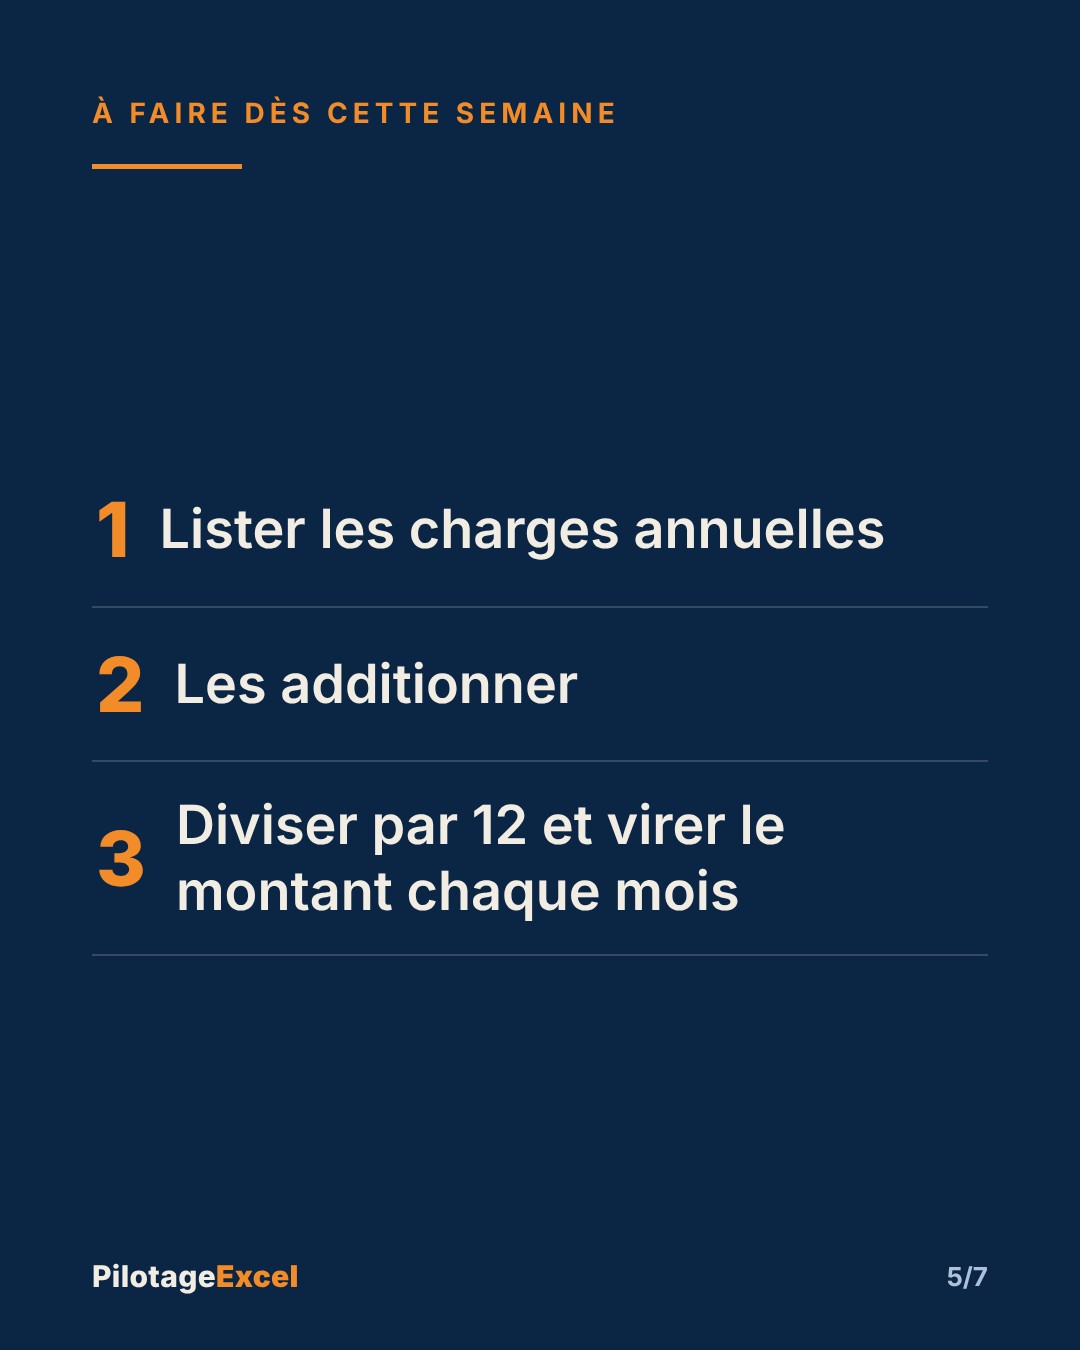 À FAIRE DÈS CETTE SEMAINE
1 Lister les charges annuelles
2 Les additionner
3 Diviser par 12 et virer le
montant chaque mois
PilotageExcel
5/7